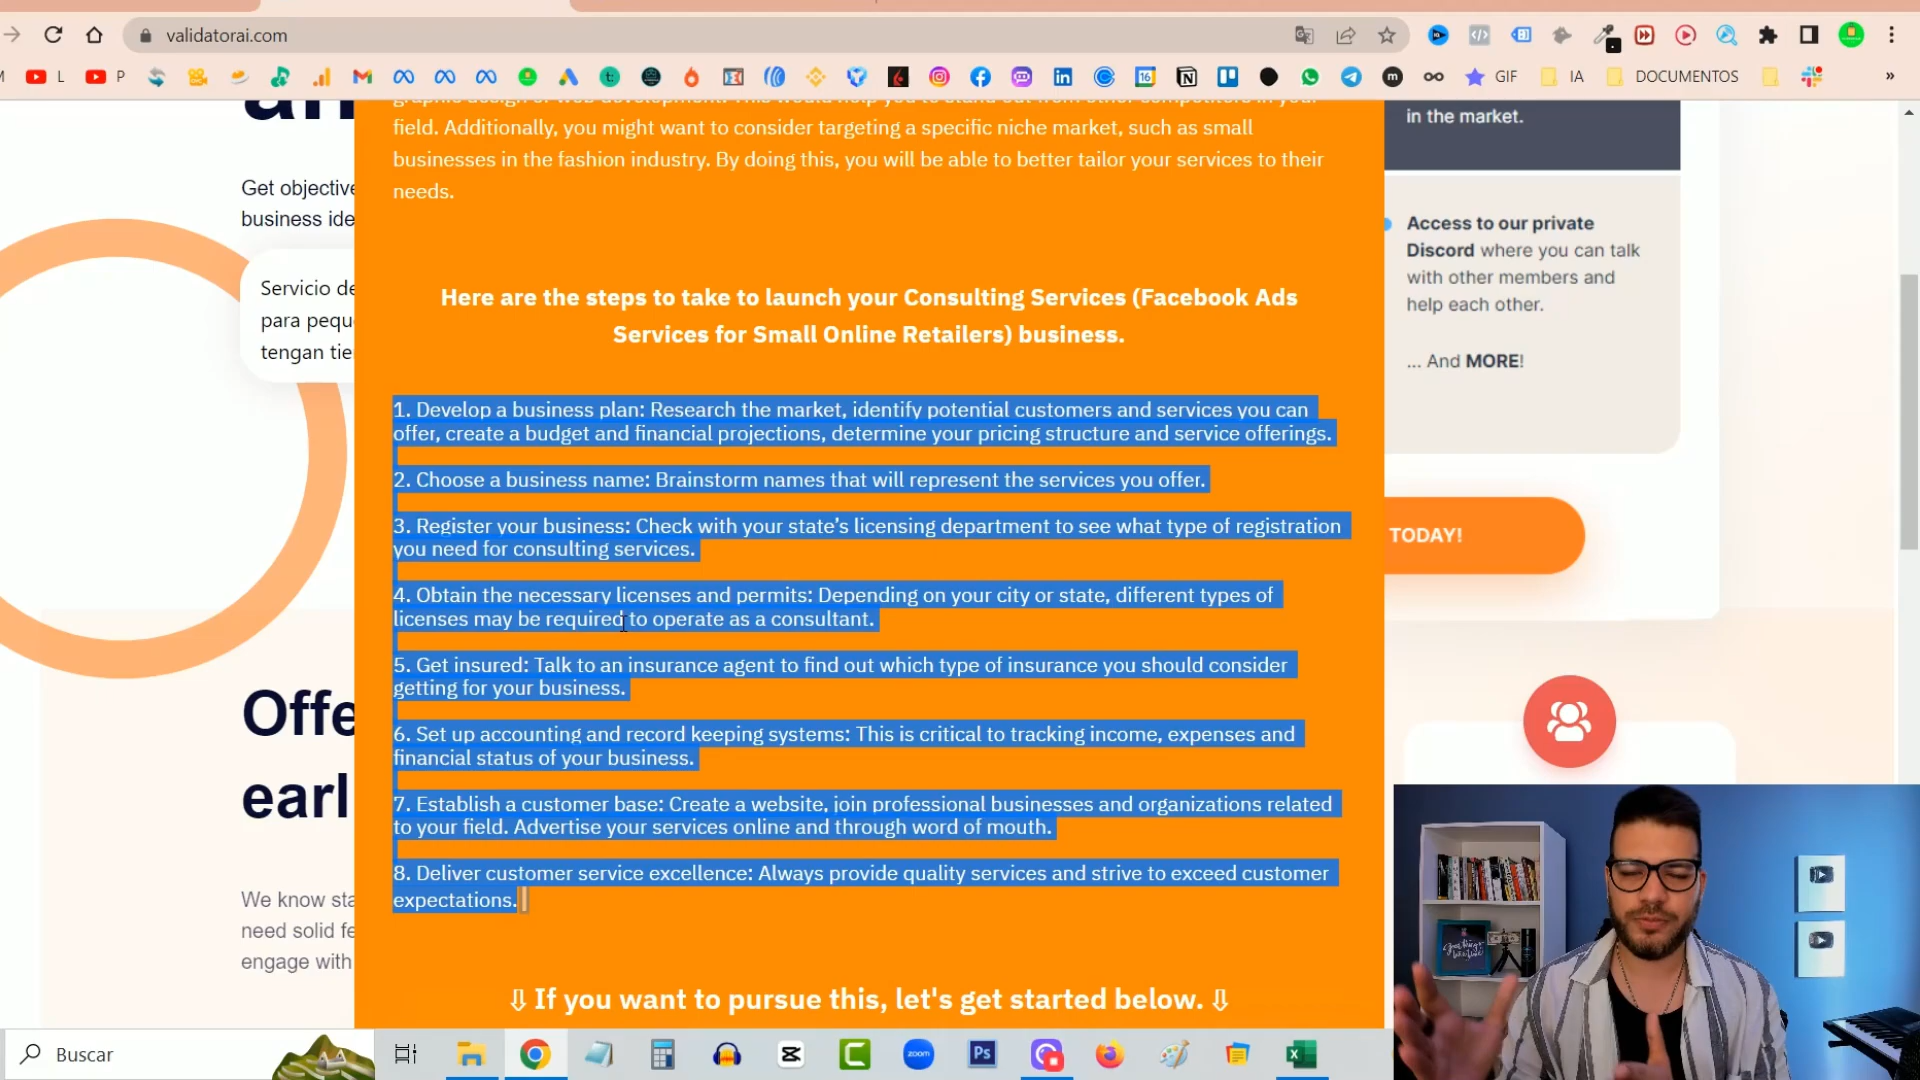 validatorai.com
L
P
GIF
IA
DOCUMENTOS
»
field. Additionally, you might want to consider targeting a specific niche market, such as small
businesses in the fashion industry. By doing this, you will be able to better tailor your services to their
needs.
Get objective
business ide
Servicio de
para pequ
tengan tie
Here are the steps to take to launch your Consulting Services (Facebook Ads
Services for Small Online Retailers) business.
1. Develop a business plan: Research the market, identify potential customers and services you can
offer, create a budget and financial projections, determine your pricing structure and service offerings.
2. Choose a business name: Brainstorm names that will represent the services you offer.
3. Register your business: Check with your state's licensing department to see what type of registration
you need for consulting services.
4. Obtain the necessary licenses and permits: Depending on your city or state, different types of
licenses may be required to operate as a consultant.
5. Get insured: Talk to an insurance agent to find out which type of insurance you should consider
getting for your business.
6. Set up accounting and record keeping systems: This is critical to tracking income, expenses and
financial status of your business.
7. Establish a customer base: Create a website, join professional businesses and organizations related
to your field. Advertise your services online and through word of mouth.
8. Deliver customer service excellence: Always provide quality services and strive to exceed customer
expectations.
⇩ If you want to pursue this, let's get started below. ⇩
in the market.
Access to our private
Discord where you can talk
with other members and
help each other.
... And MORE!
TODAY!
Offe
earl
We know sta
need solid fe
engage with
Buscar
zoom
Ps